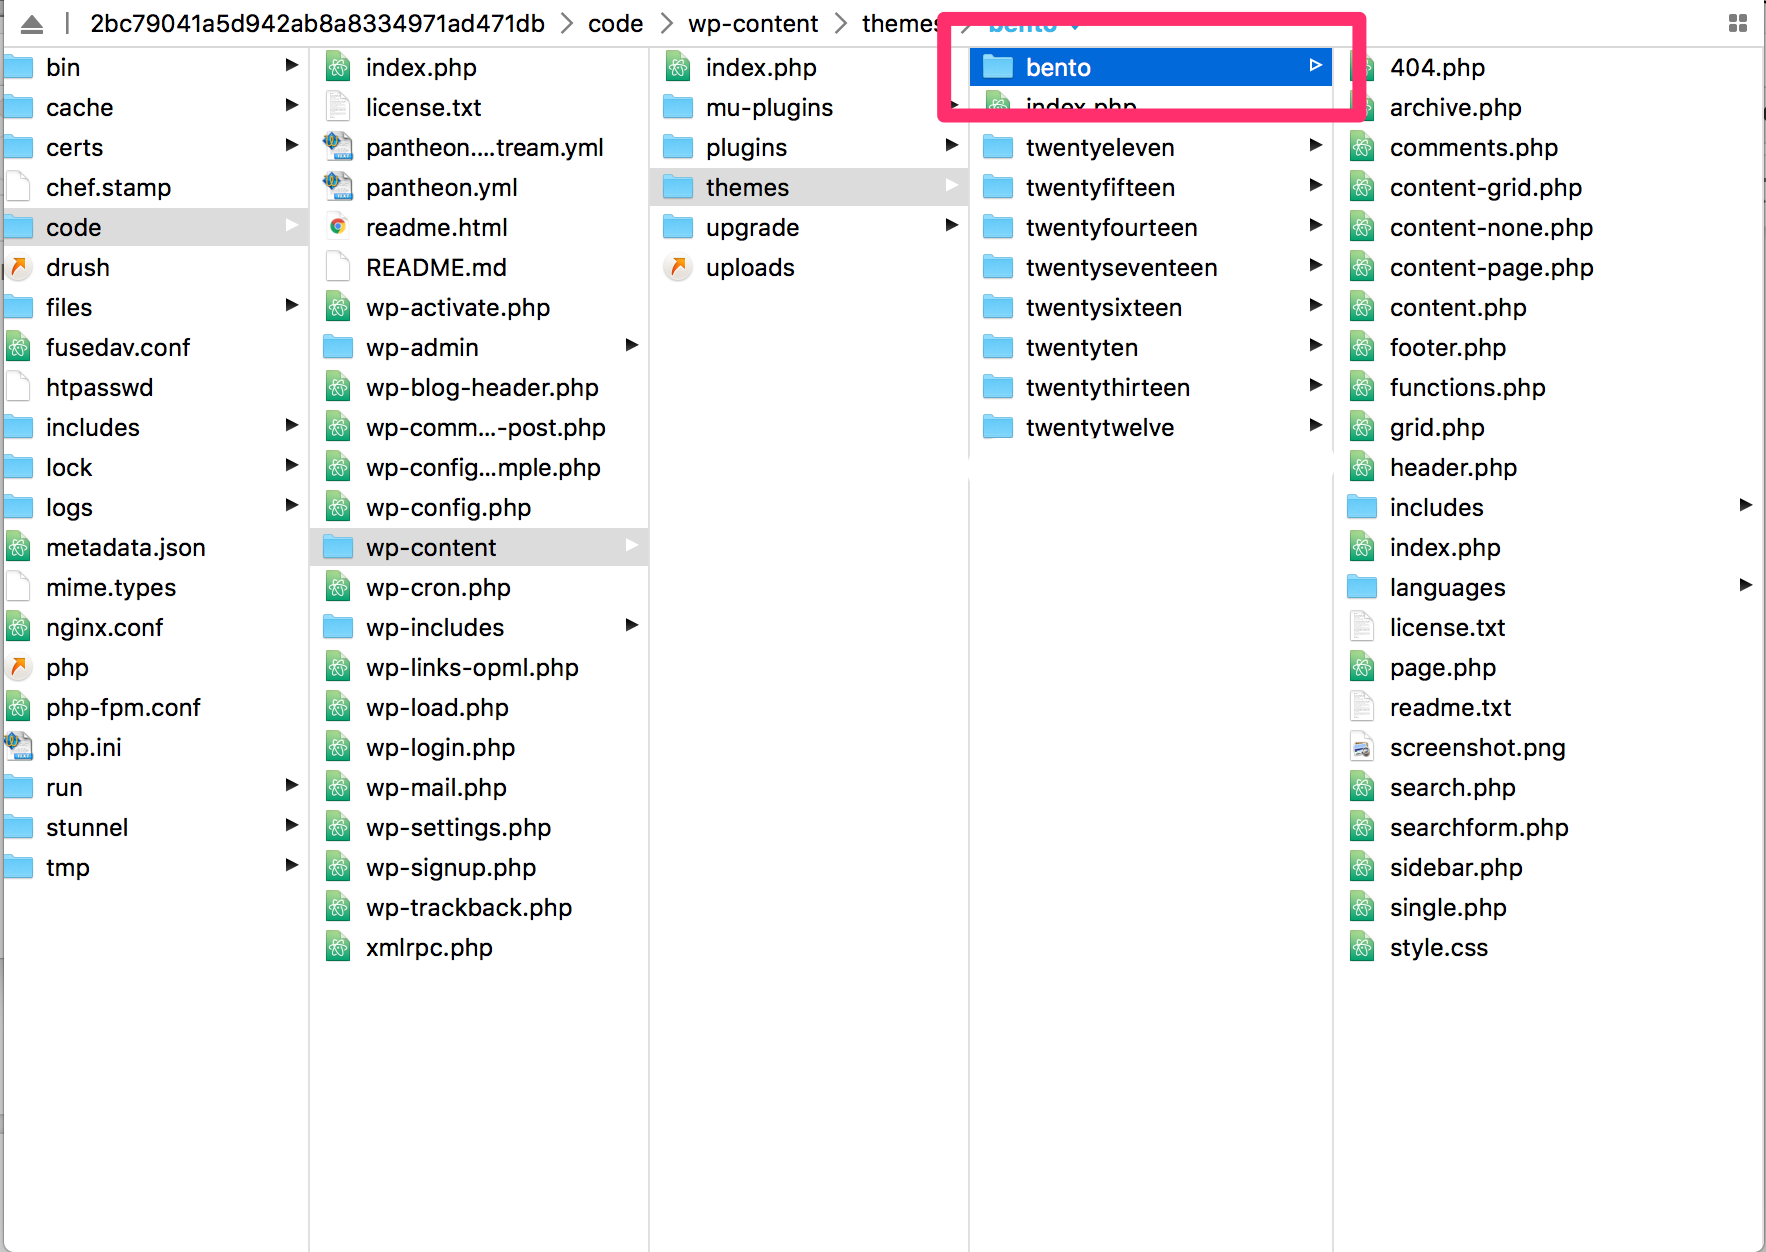 2bc79041a5d942ab8a8334971ad471db > code > wp-content > themes > bento
bin
cache
certs
chef.stamp
code
drush
files
fusedav.conf
htpasswd
includes
lock
logs
metadata.json
mime.types
nginx.conf
php
php-fpm.conf
php.ini
run
stunnel
tmp
index.php
license.txt
pantheon....tream.yml
pantheon.yml
readme.html
README.md
wp-activate.php
wp-admin
wp-blog-header.php
wp-comm...-post.php
wp-config...mple.php
wp-config.php
wp-content
wp-cron.php
wp-includes
wp-links-opml.php
wp-load.php
wp-login.php
wp-mail.php
wp-settings.php
wp-signup.php
wp-trackback.php
xmlrpc.php
index.php
mu-plugins
plugins
themes
upgrade
uploads
bento
index.php
twentyeleven
twentyfifteen
twentyfourteen
twentyseventeen
twentysixteen
twentyten
twentythirteen
twentytwelve
404.php
archive.php
comments.php
content-grid.php
content-none.php
content-page.php
content.php
footer.php
functions.php
grid.php
header.php
includes
index.php
languages
license.txt
page.php
readme.txt
screenshot.png
search.php
searchform.php
sidebar.php
single.php
style.css